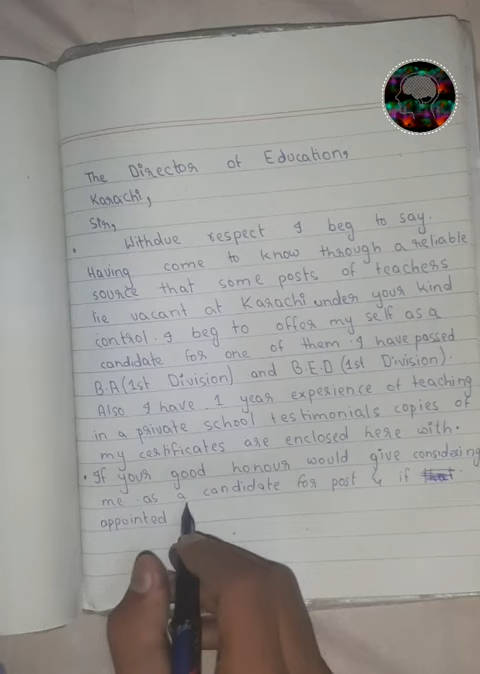 The Director of Education,
Karachi,
Sir,
Withdue respect I beg to say.
Having come to know through a reliable
source that some posts of teachers
lie vacant at Karachi under your kind
control. I beg to offer my self as a
candidate for one of them. I have passed
B.A (1st Division) and B.E.D (1st Division).
Also I have 1 year experience of teaching
in a private school testimonials copies of
my certificates are enclosed here with.
• If your good honour would give considering
me as a candidate for post & if
appointed